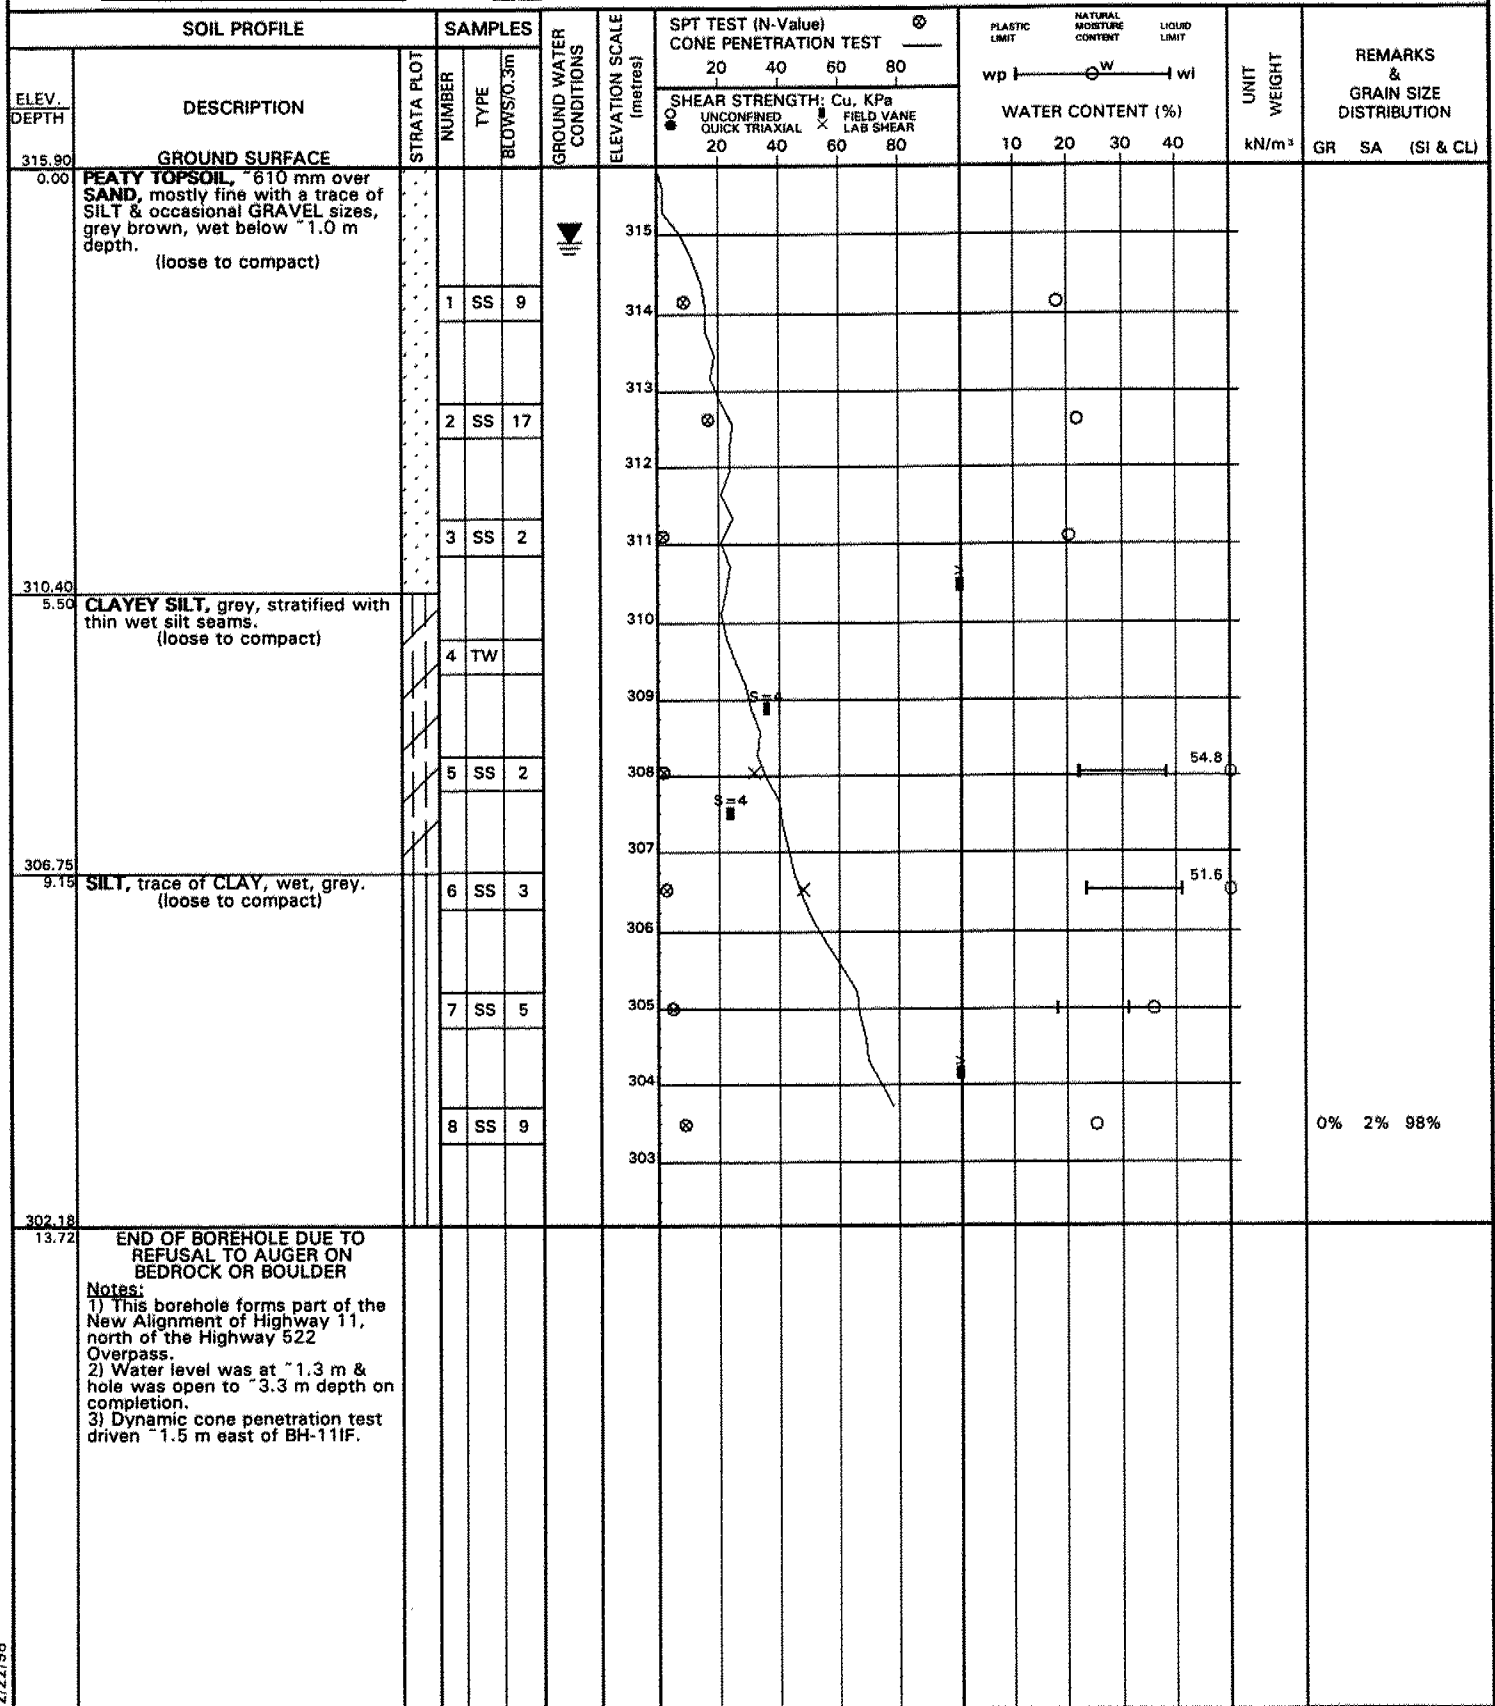 SOIL PROFILE
SAMPLES
GROUND WATER CONDITIONS
ELEVATION SCALE (metres)
SPT TEST (N-Value) ⊗
CONE PENETRATION TEST
20 40 60 80
SHEAR STRENGTH: Cu, KPa
UNCONFINED FIELD VANE
QUICK TRIAXIAL LAB SHEAR
20 40 60 80
PLASTIC LIMIT
NATURAL MOISTURE CONTENT
LIQUID LIMIT
wp w wl
WATER CONTENT (%)
10 20 30 40
UNIT WEIGHT
kN/m³
REMARKS
&
GRAIN SIZE
DISTRIBUTION
GR SA (SI & CL)
ELEV.
DEPTH
DESCRIPTION
STRATA PLOT
NUMBER
TYPE
BLOWS/0.3m
315.90
GROUND SURFACE
0.00
PEATY TOPSOIL, ~610 mm over
SAND, mostly fine with a trace of
SILT & occasional GRAVEL sizes,
grey brown, wet below ~1.0 m
depth.
(loose to compact)
315
1 SS 9
314
313
2 SS 17
312
3 SS 2
311
V
310.40
5.50
CLAYEY SILT, grey, stratified with
thin wet silt seams.
(loose to compact)
310
4 TW
309
S=4
54.8
5 SS 2
308
S=4
307
306.75
9.15
SILT, trace of CLAY, wet, grey.
(loose to compact)
51.6
6 SS 3
306
7 SS 5
305
V
304
8 SS 9
0% 2% 98%
303
302.18
13.72
END OF BOREHOLE DUE TO
REFUSAL TO AUGER ON
BEDROCK OR BOULDER
Notes:
1) This borehole forms part of the
New Alignment of Highway 11,
north of the Highway 522
Overpass.
2) Water level was at ~1.3 m &
hole was open to ~3.3 m depth on
completion.
3) Dynamic cone penetration test
driven ~1.5 m east of BH-11IF.